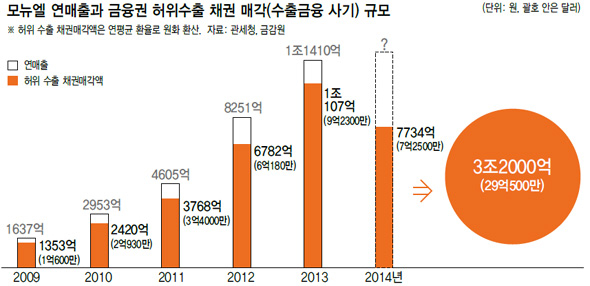 모뉴엘 연매출과 금융권 허위수출 채권 매각(수출금융 사기) 규모
(단위: 원, 괄호 안은 달러)
※ 허위 수출 채권매각액은 연평균 환율로 원화 환산, 자료: 관세청, 금감원
연매출
허위 수출 채권매각액
1637억
1353억
(1억600만)
2009
2953억
2420억
(2억930만)
2010
4605억
3768억
(3억4000만)
2011
8251억
6782억
(6억180만)
2012
1조1410억
1조
107억
(9억2300만)
2013
?
7734억
(7억2500만)
2014년
3조2000억
(29억500만)